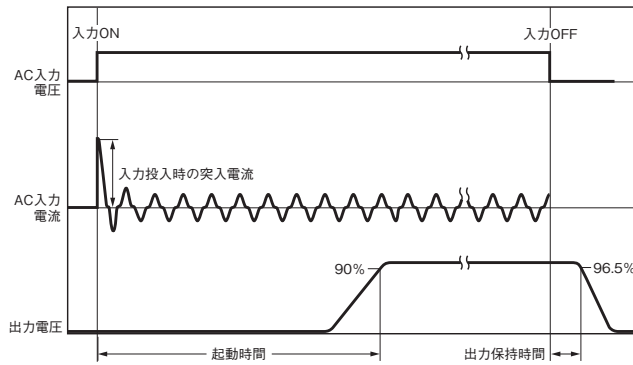 入力ON
入力OFF
AC入力
電圧
入力投入時の突入電流
AC入力
電流
90%
96.5%
出力電圧
起動時間
出力保持時間